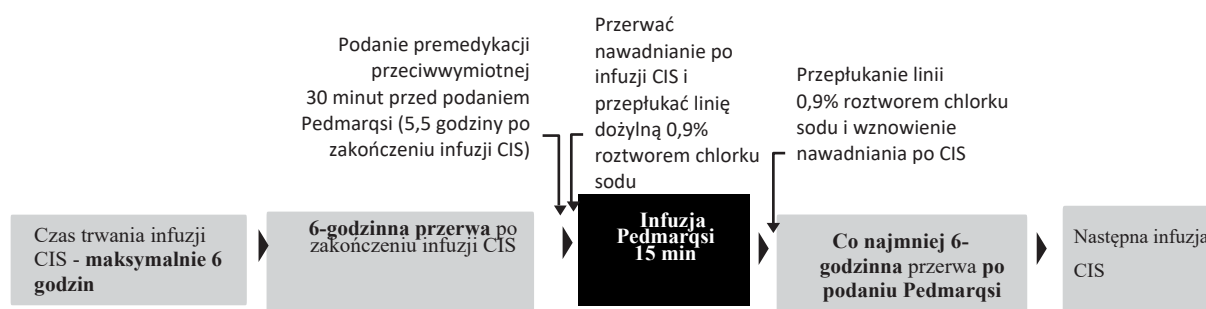 Podanie premedykacji
przeciwwymiotnej
30 minut przed podaniem
Pedmarqsi (5,5 godziny po
zakończeniu infuzji CIS)
Przerwać
nawadnianie po
infuzji CIS i
przepłukać linię
dożylną 0,9%
roztworem chlorku
sodu
Przepłukanie linii
0,9% roztworem chlorku
sodu i wznowienie
nawadniania po CIS
Czas trwania infuzji
CIS - maksymalnie 6
godzin
6-godzinna przerwa po
zakończeniu infuzji CIS
Infuzja
Pedmarqsi
15 min
Co najmniej 6-
godzinna przerwa po
podaniu Pedmarqsi
Następna infuzja
CIS